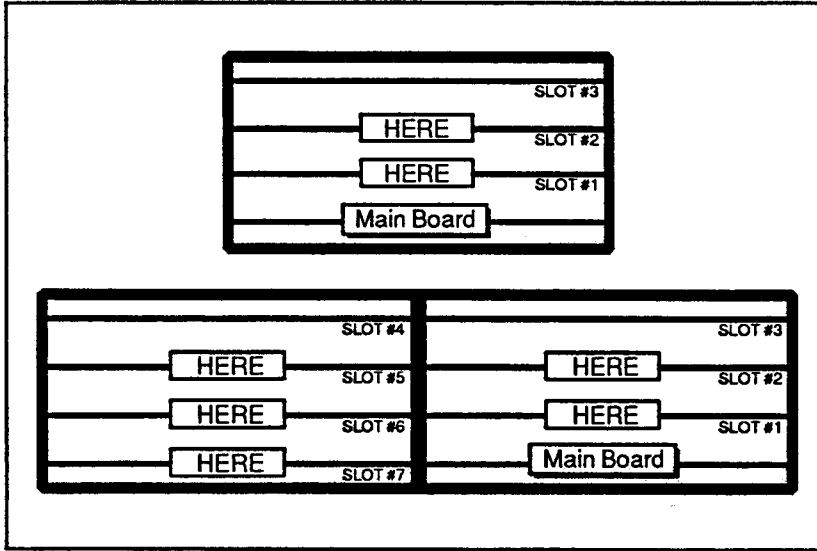 SLOT #3
HERE
SLOT #2
HERE
SLOT #1
Main Board
SLOT #4
SLOT #3
HERE
HERE
SLOT #5
SLOT #2
HERE
HERE
SLOT #6
SLOT #1
HERE
Main Board
SLOT #7